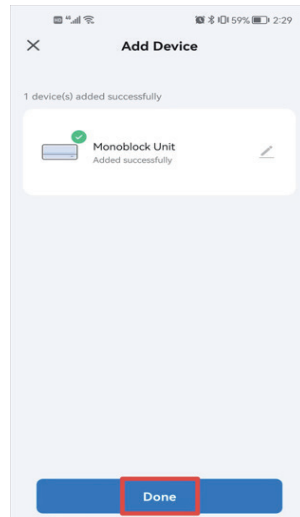 59% 2:29
Add Device
1 device(s) added successfully
Monoblock Unit
Added successfully
Done